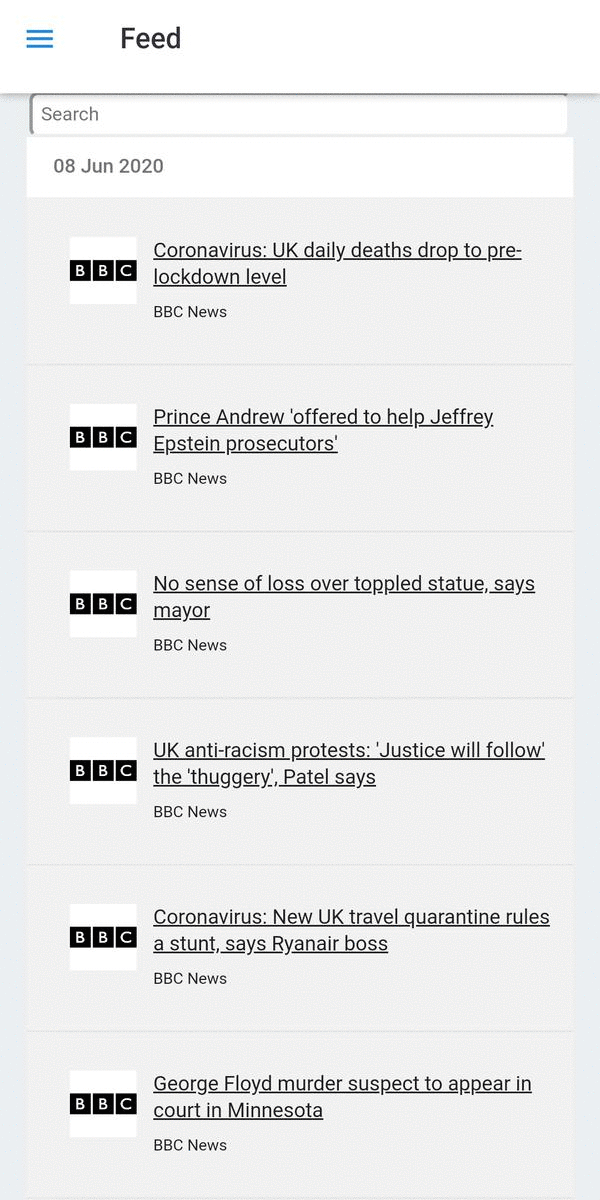 Feed
Search
08 Jun 2020
BBC
Coronavirus: UK daily deaths drop to pre-
lockdown level
BBC News
BBC
Prince Andrew 'offered to help Jeffrey
Epstein prosecutors'
BBC News
BBC
No sense of loss over toppled statue, says
mayor
BBC News
BBC
UK anti-racism protests: 'Justice will follow'
the 'thuggery', Patel says
BBC News
BBC
Coronavirus: New UK travel quarantine rules
a stunt, says Ryanair boss
BBC News
BBC
George Floyd murder suspect to appear in
court in Minnesota
BBC News